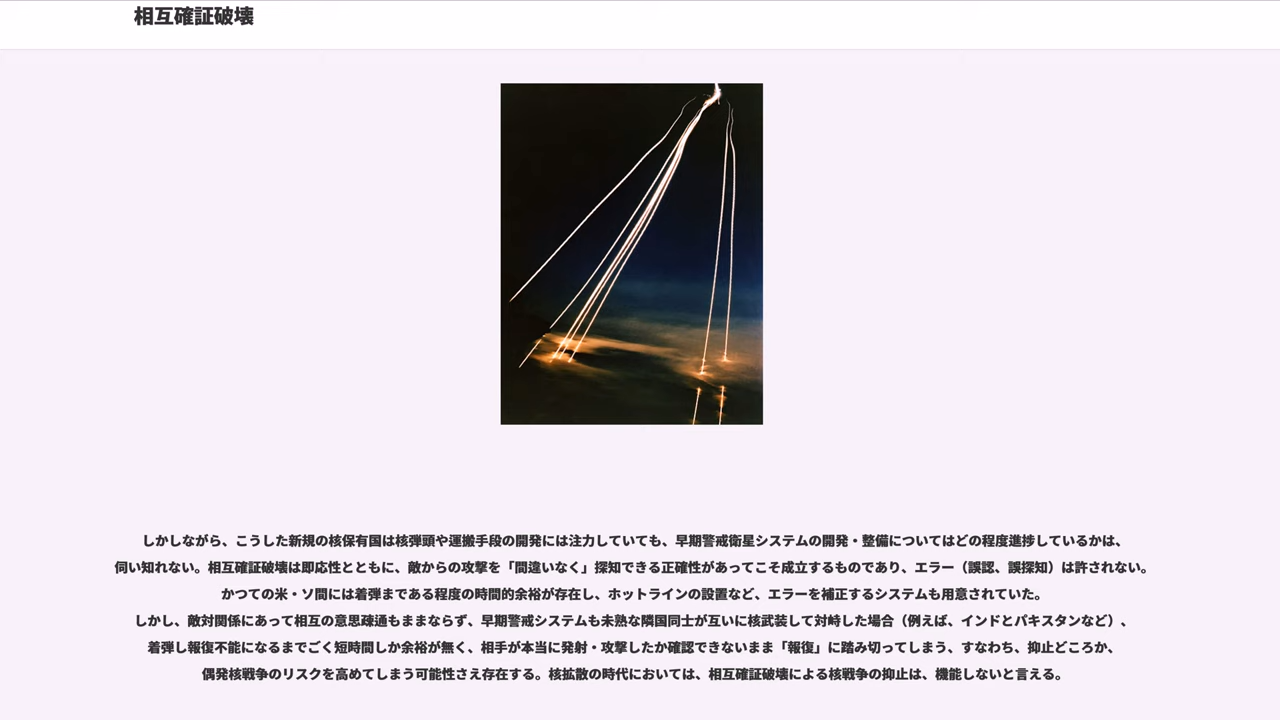 相互確証破壊
しかしながら、こうした新規の核保有国は核弾頭や運搬手段の開発には注力していても、早期警戒衛星システムの開発・整備についてはどの程度進捗しているかは、
伺い知れない。相互確証破壊は即応性とともに、敵からの攻撃を「間違いなく」探知できる正確性があってこそ成立するものであり、エラー（誤認、誤探知）は許されない。
かつての米・ソ間には着弾まである程度の時間的余裕が存在し、ホットラインの設置など、エラーを補正するシステムも用意されていた。
しかし、敵対関係にあって相互の意思疎通もままならず、早期警戒システムも未熟な隣国同士が互いに核武装して対峙した場合（例えば、インドとパキスタンなど）、
着弾し報復不能になるまでごく短時間しか余裕が無く、相手が本当に発射・攻撃したか確認できないまま「報復」に踏み切ってしまう、すなわち、抑止どころか、
偶発核戦争のリスクを高めてしまう可能性さえ存在する。核拡散の時代においては、相互確証破壊による核戦争の抑止は、機能しないと言える。